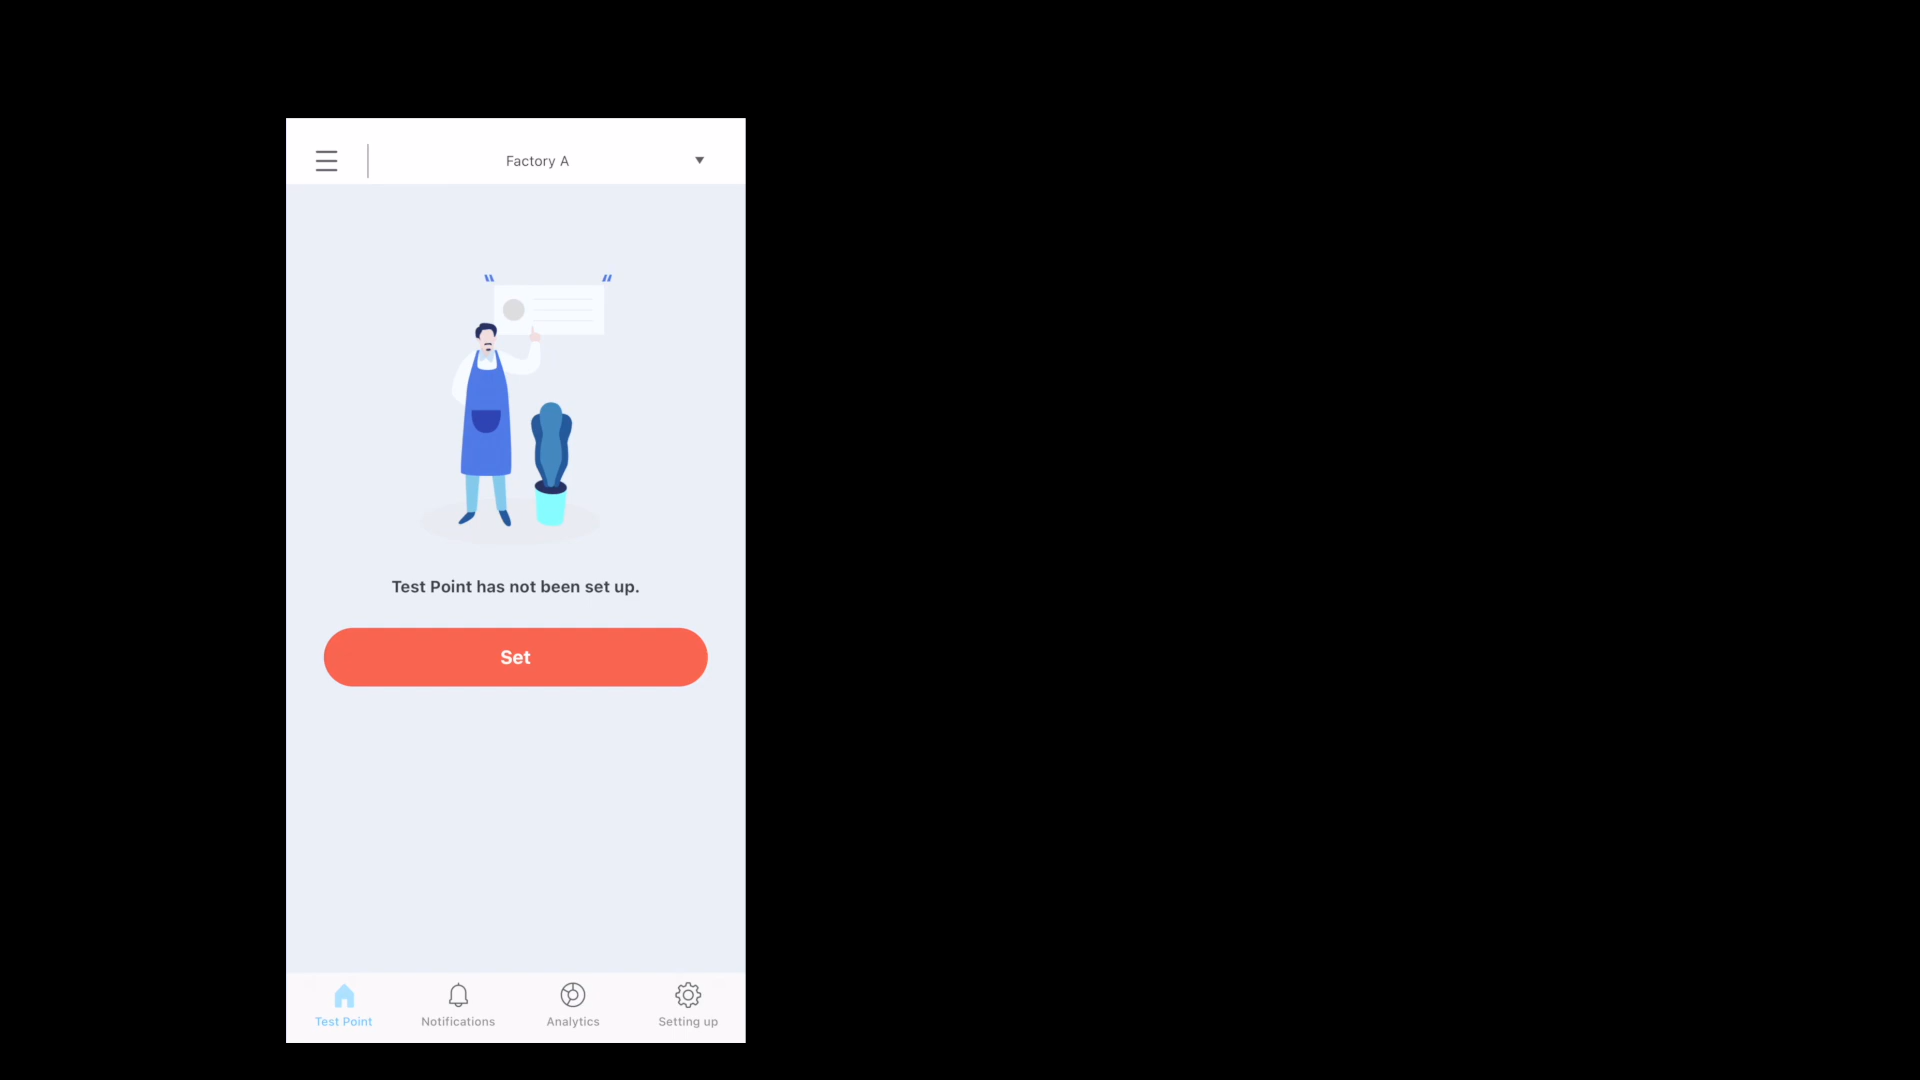 Factory A
Test Point has not been set up.
Set
Test Point
Notifications
Analytics
Setting up